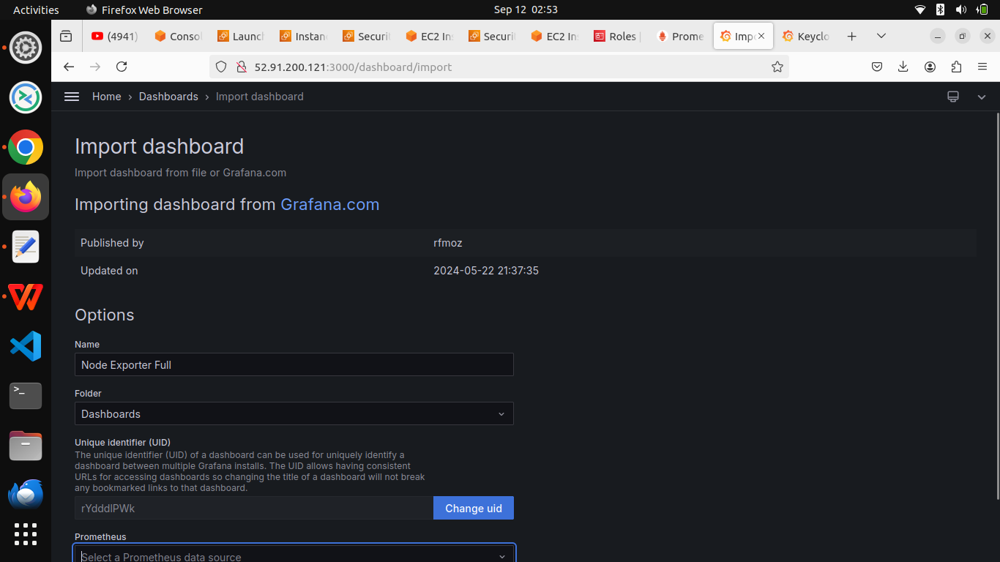 Activities
Firefox Web Browser
Sep 12 02:53
(4941)
Conso
Launch
Instan
Securit
EC2 Ins
Securit
EC2 Ins
Roles |
Prome
Imp
Keyclo
52.91.200.121:3000/dashboard/import
Home › Dashboards › Import dashboard
Import dashboard
Import dashboard from file or Grafana.com
Importing dashboard from Grafana.com
Published by rfmoz
Updated on 2024-05-22 21:37:35
Options
Name
Node Exporter Full
Folder
Dashboards
Unique identifier (UID)
The unique identifier (UID) of a dashboard can be used for uniquely identify a
dashboard between multiple Grafana installs. The UID allows having consistent
URLs for accessing dashboards so changing the title of a dashboard will not break
any bookmarked links to that dashboard.
rYdddlPWk
Change uid
Prometheus
Select a Prometheus data source